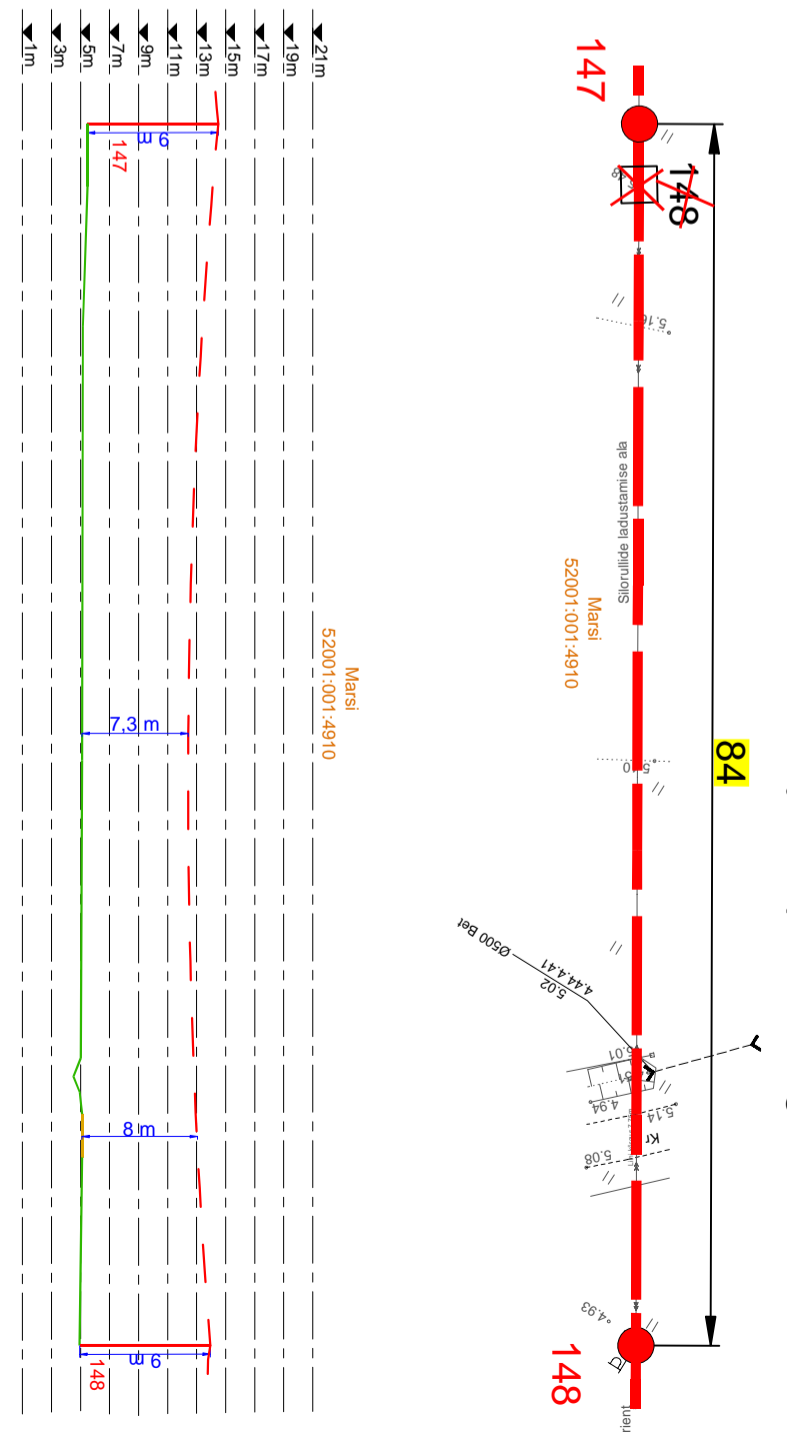 1m
3m
5m
7m
9m
11m
13m
15m
17m
19m
21m
9 m
147
7,3 m
8 m
9 m
148
Marsi
52001:001:4910
147
148
5.16
Silorullide ladustamise ala
Marsi
52001:001:4910
84
Ø500 Bet
4.44 4.41
5.02
5.01
4.94
5.14
Kr
5.08
4.93
148
rient